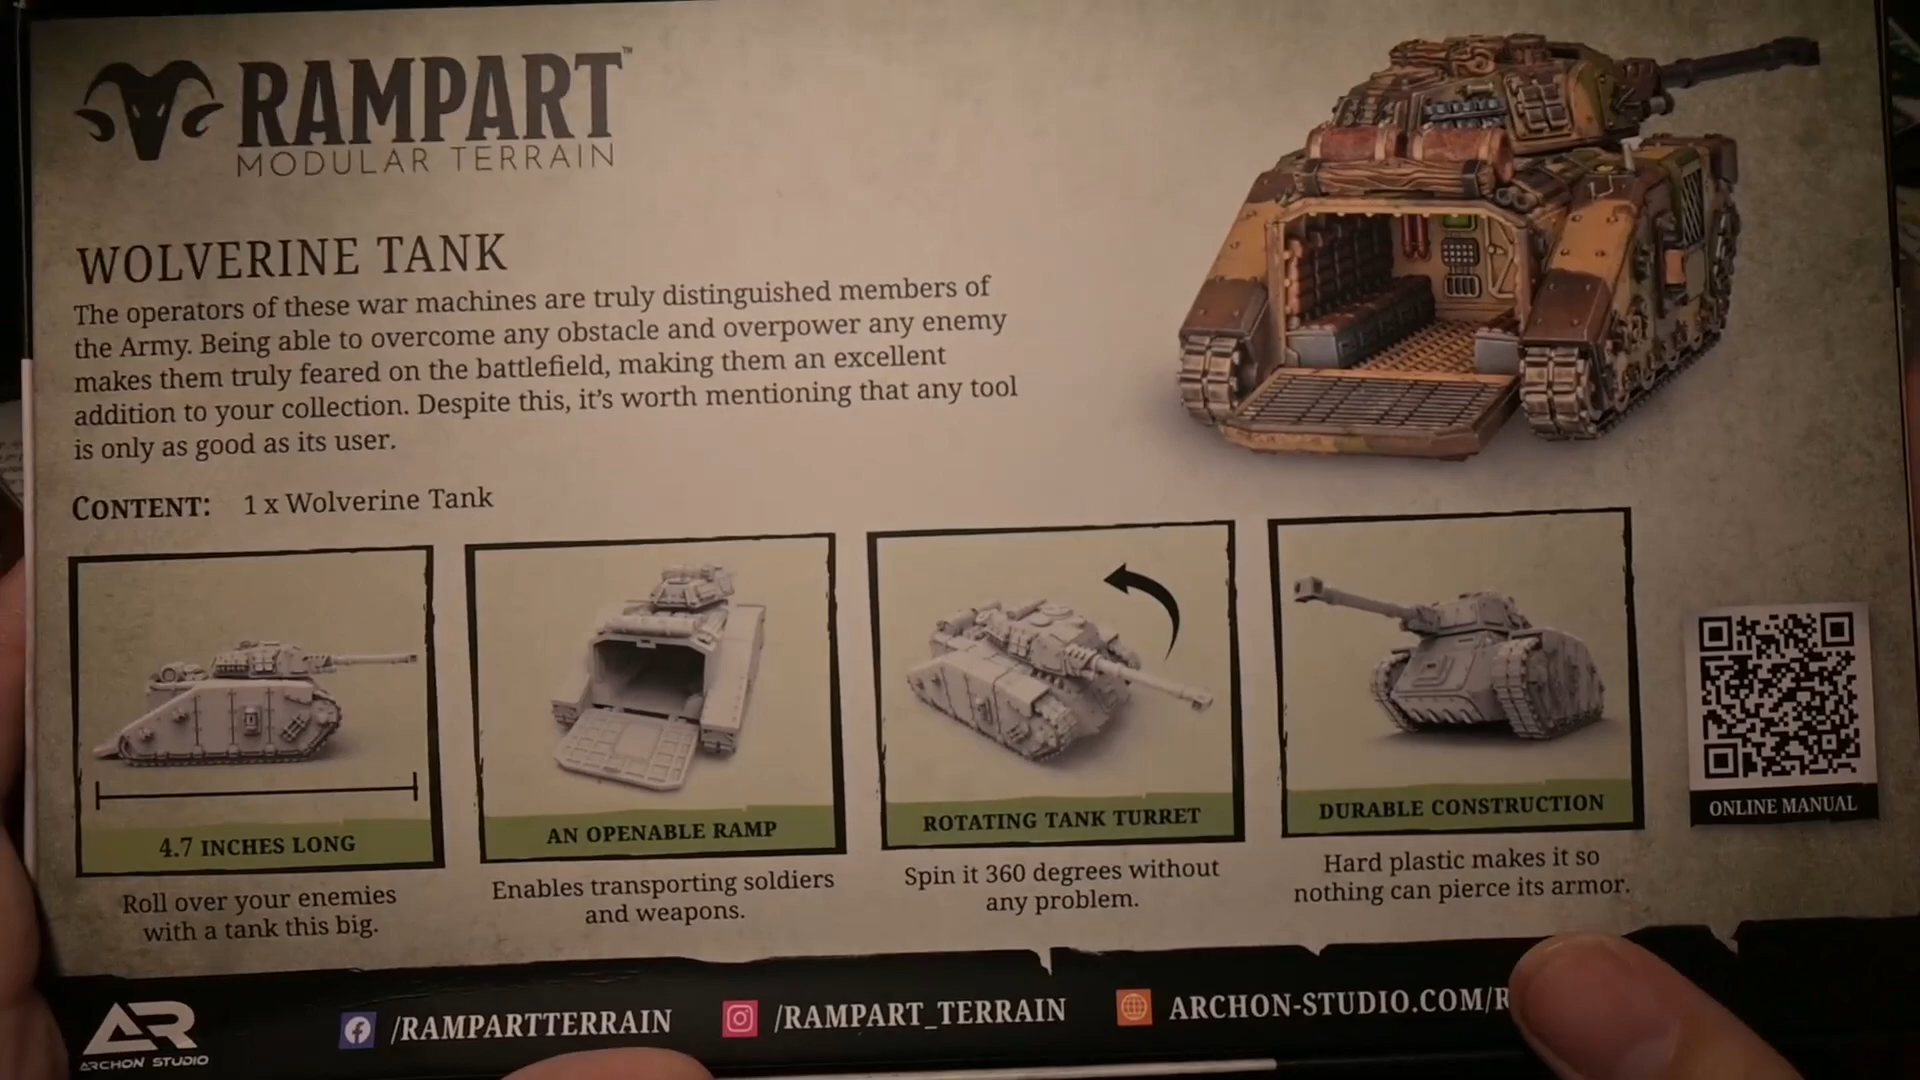 RAMPART™
MODULAR TERRAIN
WOLVERINE TANK
The operators of these war machines are truly distinguished members of
the Army. Being able to overcome any obstacle and overpower any enemy
makes them truly feared on the battlefield, making them an excellent
addition to your collection. Despite this, it's worth mentioning that any tool
is only as good as its user.
CONTENT: 1 x Wolverine Tank
4.7 INCHES LONG
Roll over your enemies
with a tank this big.
AN OPENABLE RAMP
Enables transporting soldiers
and weapons.
ROTATING TANK TURRET
Spin it 360 degrees without
any problem.
DURABLE CONSTRUCTION
Hard plastic makes it so
nothing can pierce its armor.
ONLINE MANUAL
AR
ARCHON STUDIO
/RAMPARTTERRAIN
/RAMPART_TERRAIN
ARCHON-STUDIO.COM/R